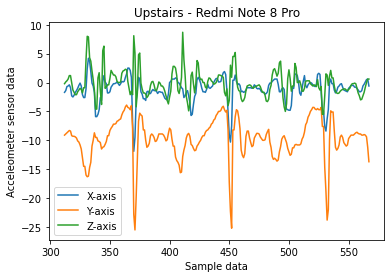 Upstairs - Redmi Note 8 Pro
10
5
0
−5
−10
−15
−20
−25
Acceleometer sensor data
X-axis
Y-axis
Z-axis
300
350
400
450
500
550
Sample data